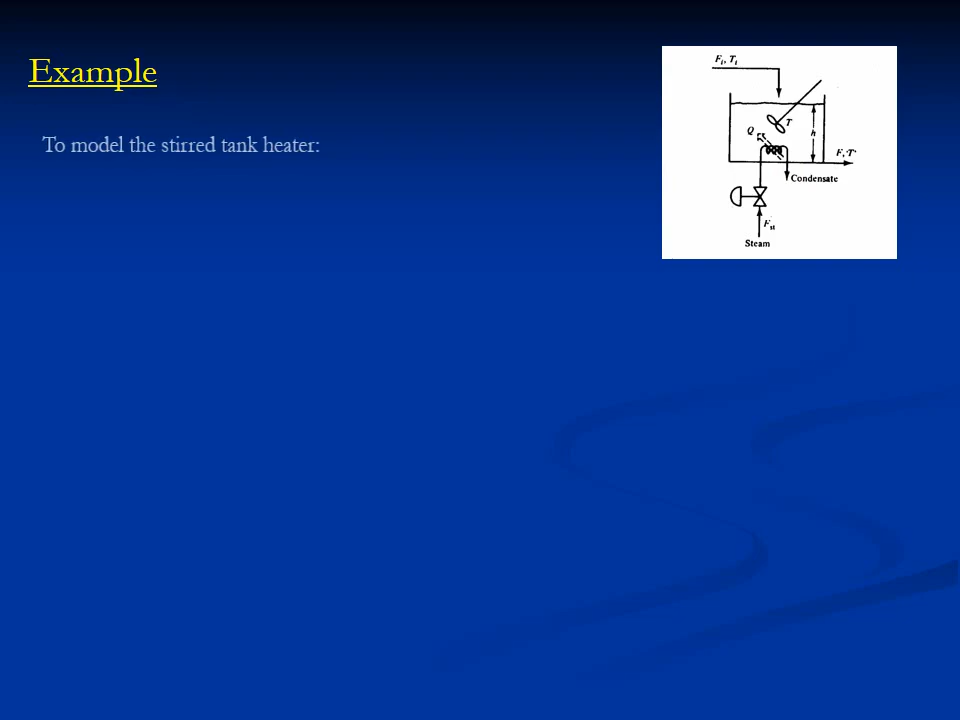 Example
To model the stirred tank heater:
Fi, Ti
T
Q
h
F, T
Condensate
Fst
Steam